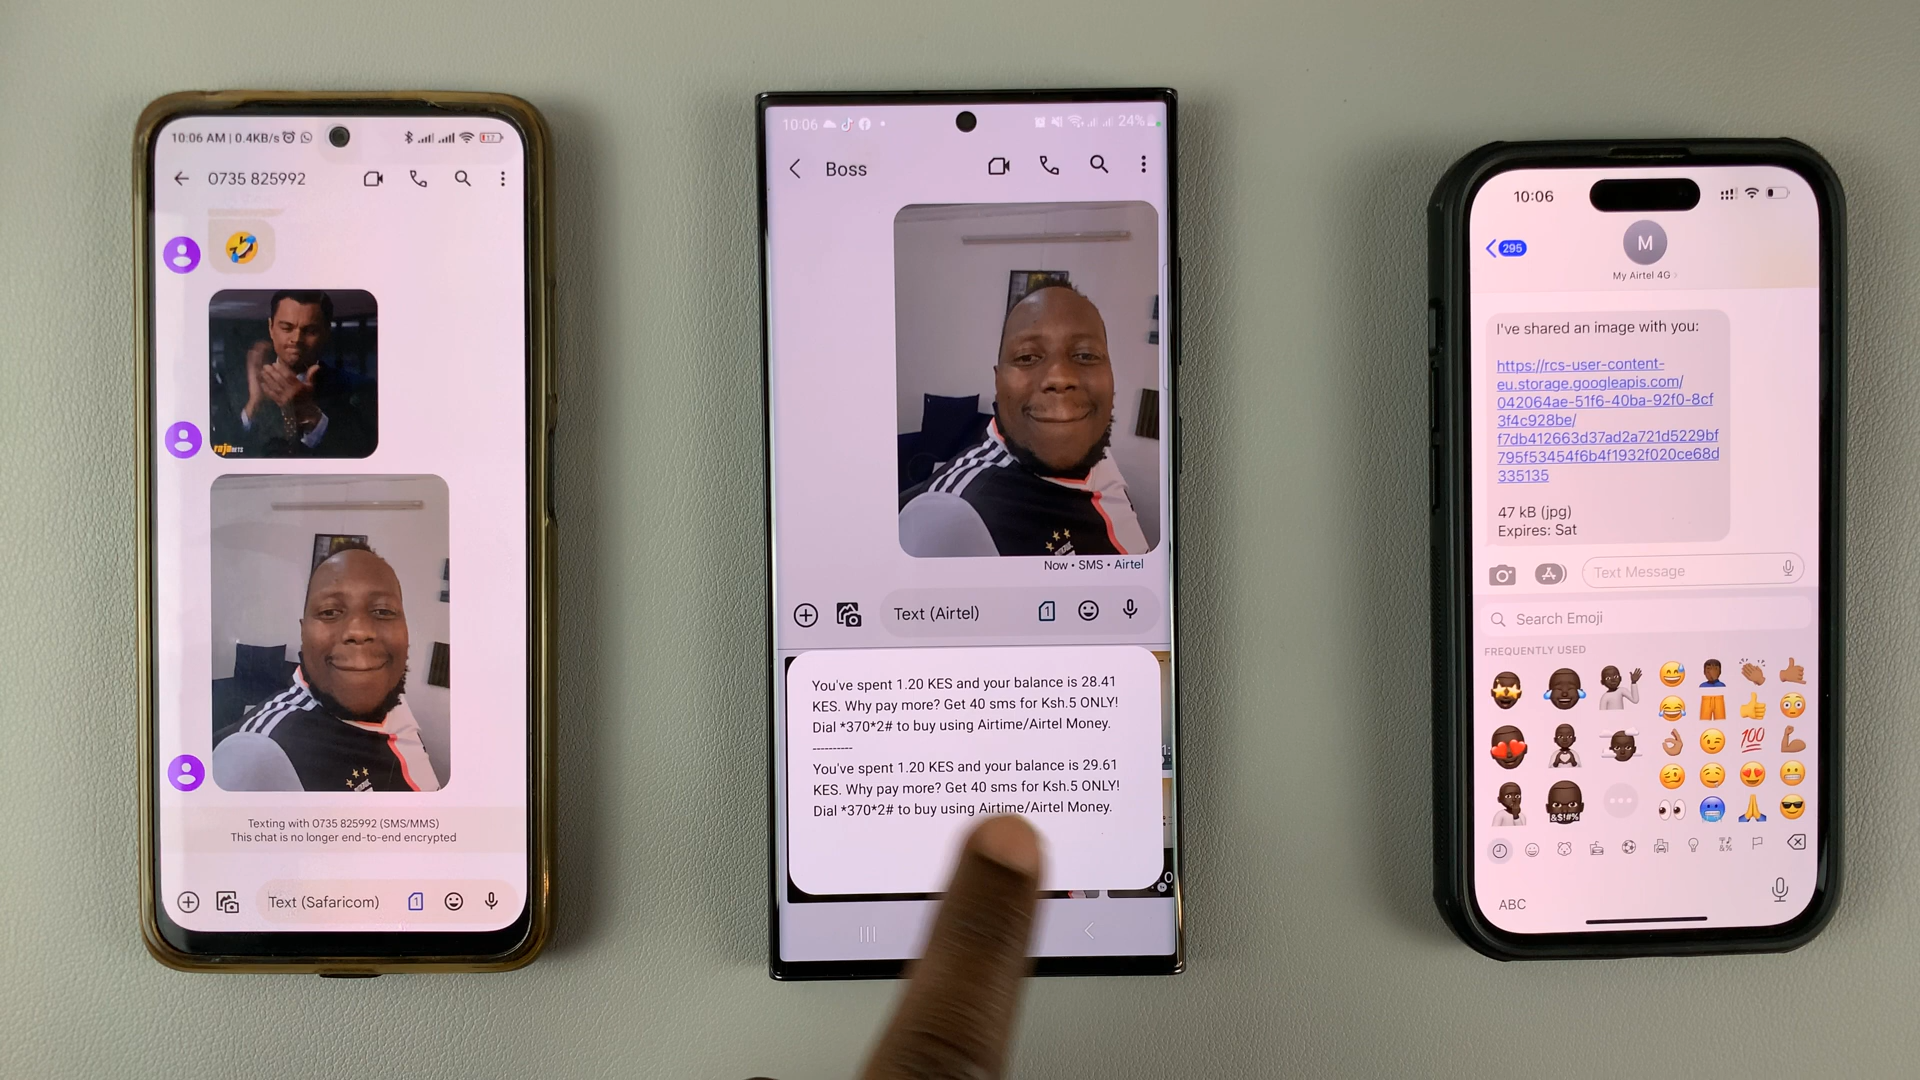 10:06 AM | 0.4KB/s
17
0735 825992
Texting with 0735 825992 (SMS/MMS)
This chat is no longer end-to-end encrypted
Text (Safaricom)
1
10:06
24%
Boss
Now • SMS • Airtel
Text (Airtel)
1
You've spent 1.20 KES and your balance is 28.41
KES. Why pay more? Get 40 sms for Ksh.5 ONLY!
Dial *370*2# to buy using Airtime/Airtel Money.
----------
You've spent 1.20 KES and your balance is 29.61
KES. Why pay more? Get 40 sms for Ksh.5 ONLY!
Dial *370*2# to buy using Airtime/Airtel Money.
10:06
295
M
My Airtel 4G
I've shared an image with you:
https://rcs-user-content-
eu.storage.googleapis.com/
042064ae-51f6-40ba-92f0-8cf
3f4c928be/
f7db412663d37ad2a721d5229bf
795f53454f6b4f1932f020ce68d
335135
47 kB (jpg)
Expires: Sat
Text Message
Search Emoji
FREQUENTLY USED
100
&$!#%
ABC